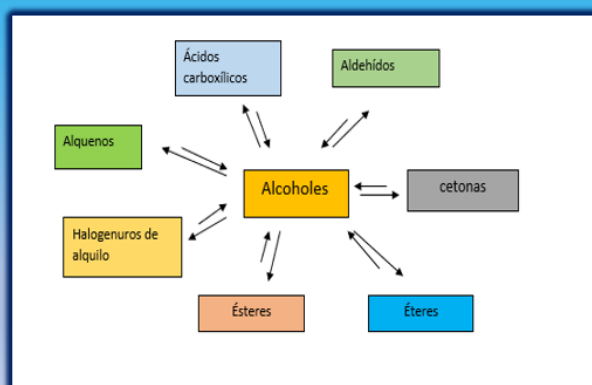 Ácidos
carboxílicos
Aldehídos
Alquenos
Alcoholes
cetonas
Halogenuros de
alquilo
Ésteres
Éteres